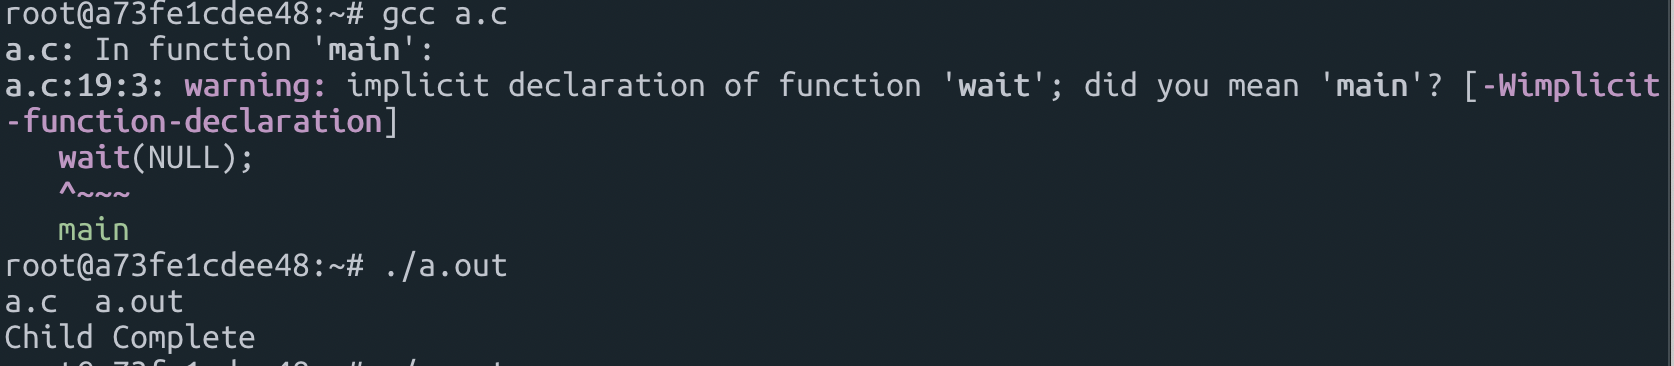 root@a73fe1cdee48:~# gcc a.c
a.c: In function 'main':
a.c:19:3: warning: implicit declaration of function 'wait'; did you mean 'main'? [-Wimplicit
-function-declaration]
   wait(NULL);
   ^~~~
   main
root@a73fe1cdee48:~# ./a.out
a.c  a.out
Child Complete